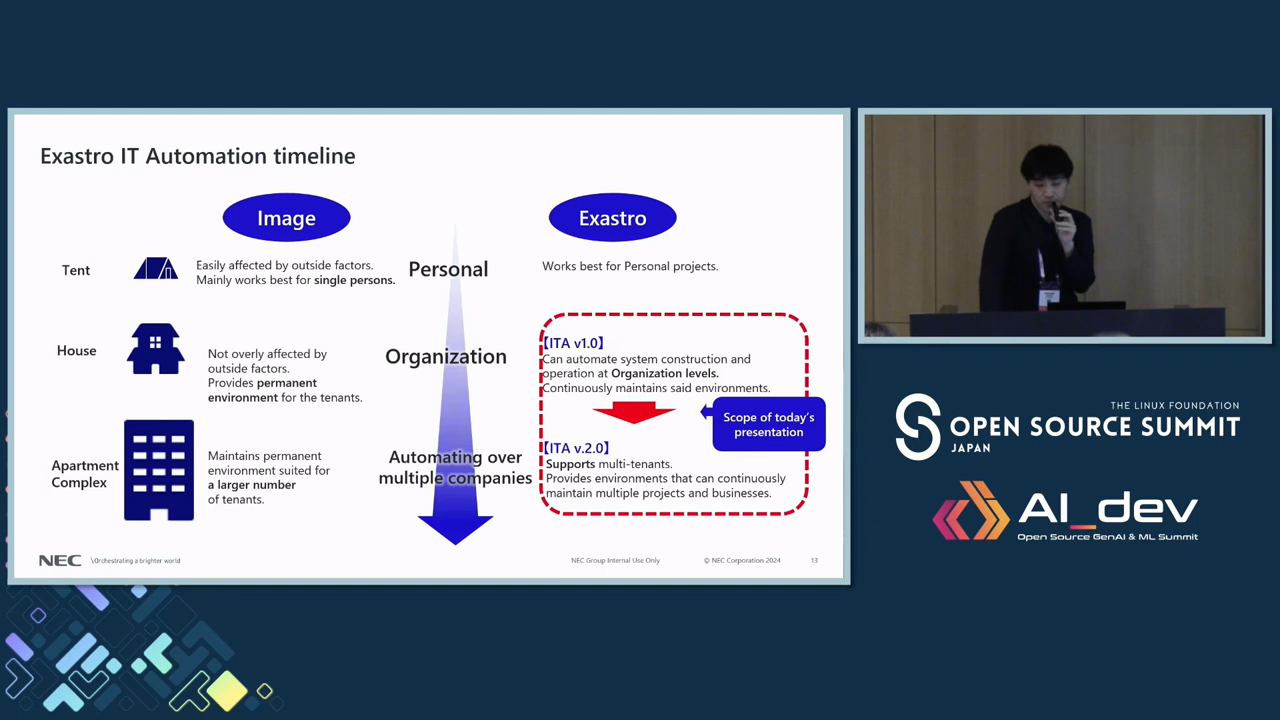 Exastro IT Automation timeline
Image
Exastro
Tent
Easily affected by outside factors.
Mainly works best for single persons.
Personal
Works best for Personal projects.
House
Not overly affected by
outside factors.
Provides permanent
environment for the tenants.
Organization
【ITA v1.0】
Can automate system construction and
operation at Organization levels.
Continuously maintains said environments.
Scope of today's
presentation
Apartment
Complex
Maintains permanent
environment suited for
a larger number
of tenants.
Automating over
multiple companies
【ITA v.2.0】
Supports multi-tenants.
Provides environments that can continuously
maintain multiple projects and businesses.
NEC
\Orchestrating a brighter world
NEC Group Internal Use Only
© NEC Corporation 2024
13
THE LINUX FOUNDATION
OPEN SOURCE SUMMIT
JAPAN
AI_dev
Open Source GenAI & ML Summit